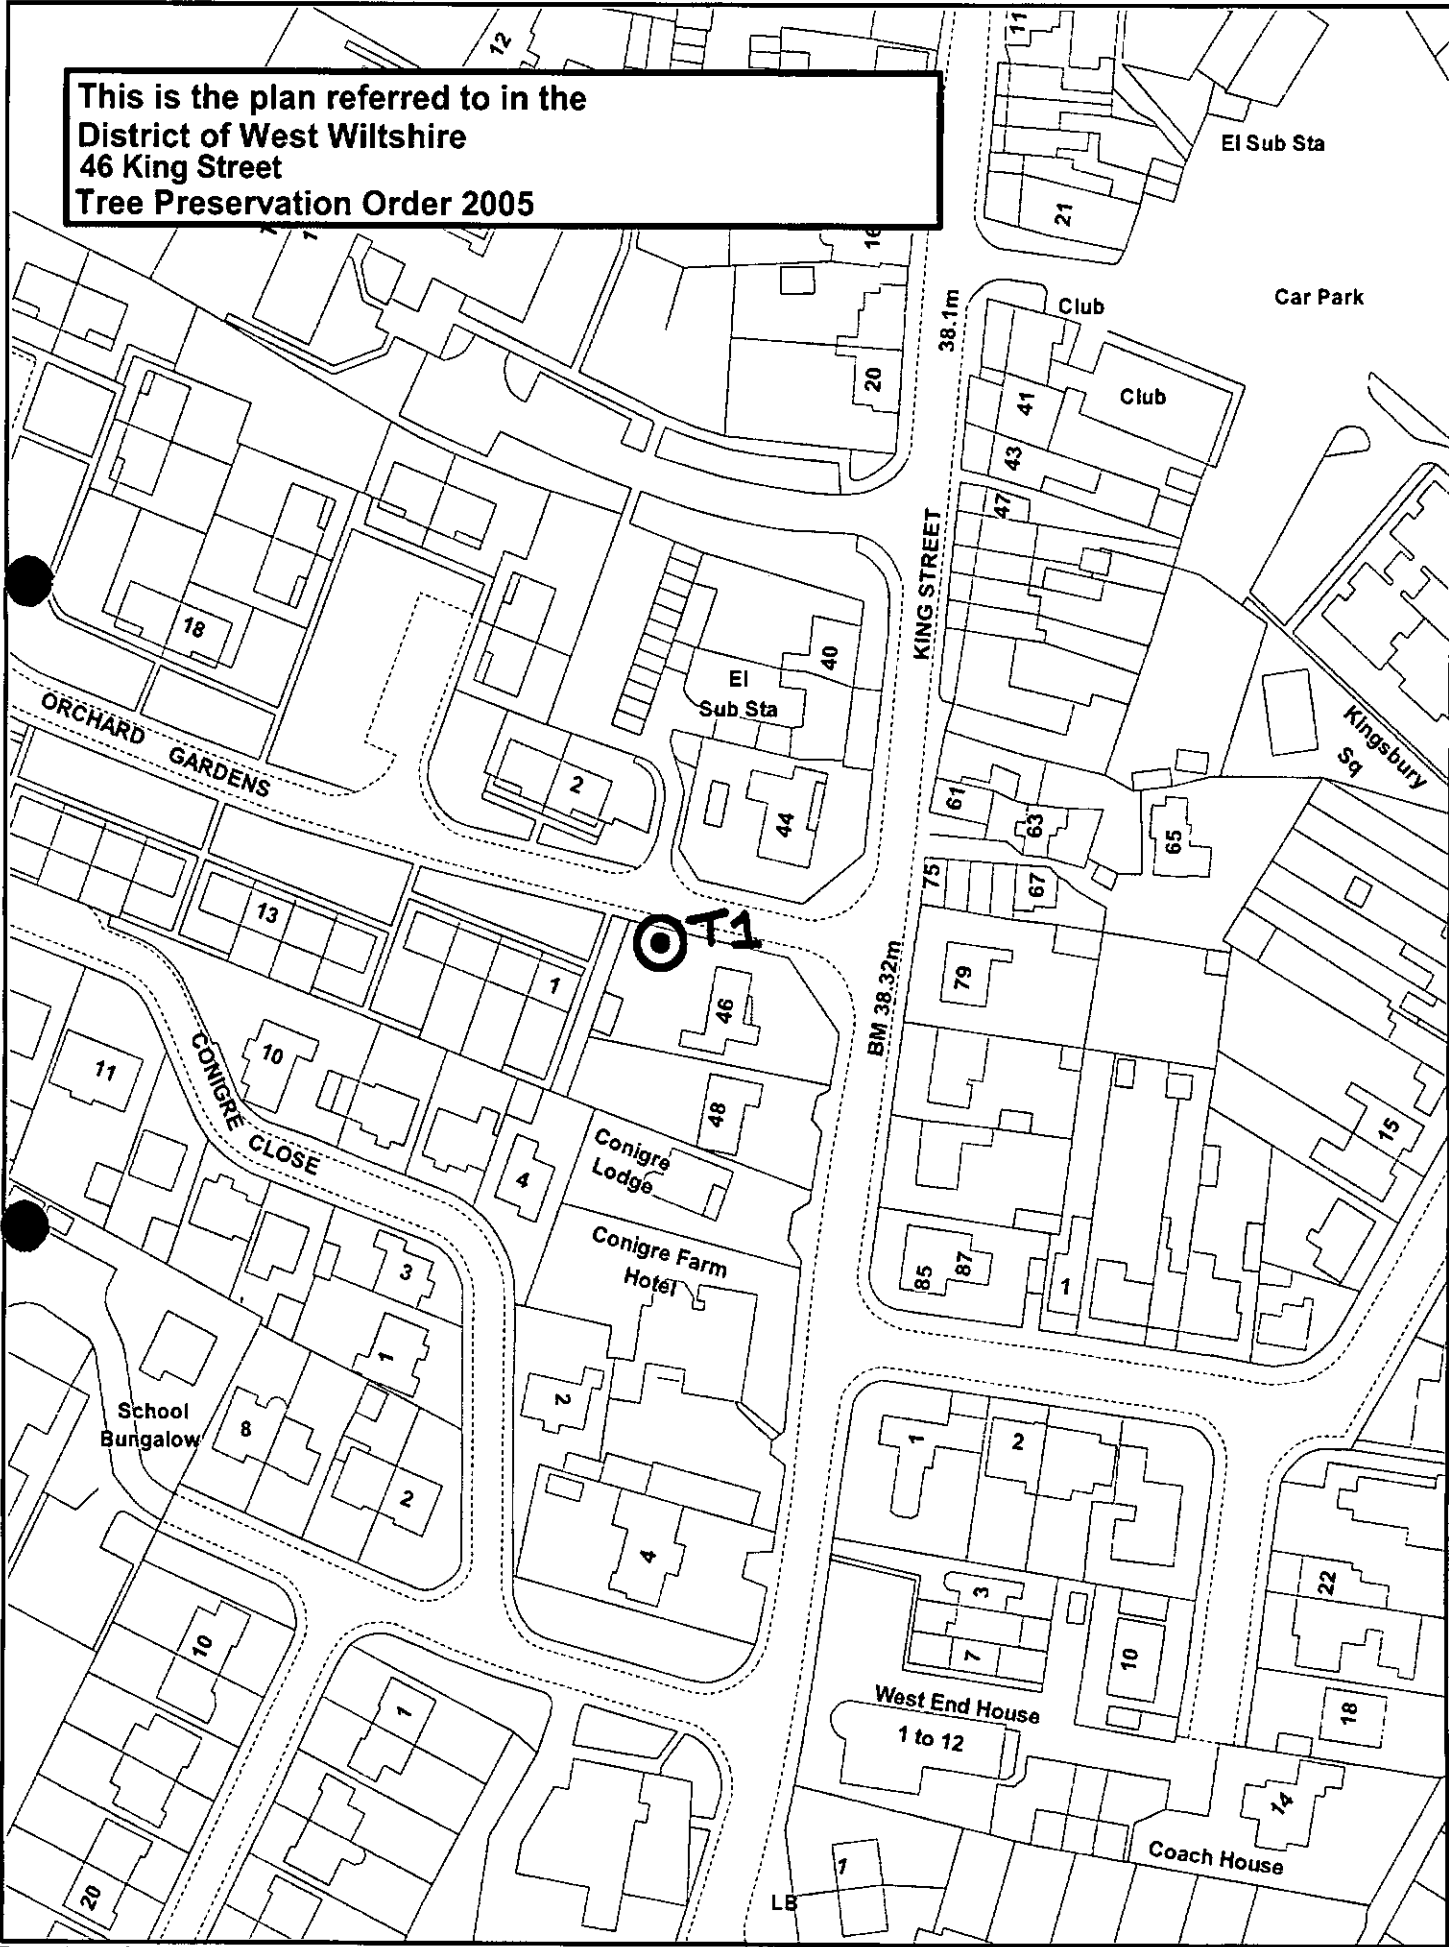 This is the plan referred to in the
District of West Wiltshire
46 King Street
Tree Preservation Order 2005
12
11
El Sub Sta
21
16
38.1m
Club
Car Park
20
41
Club
43
47
KING STREET
18
40
El
Sub Sta
ORCHARD GARDENS
Kingsbury
Sq
2
61
63
44
65
75
67
13
T1
1
79
46
BM 38.32m
10
11
CONIGRE CLOSE
48
15
Conigre
Lodge
4
Conigre Farm
Hotel
3
85
87
1
1
2
School
Bungalow
8
1
2
2
4
3
22
10
7
10
West End House
1 to 12
1
18
14
Coach House
1
20
LB